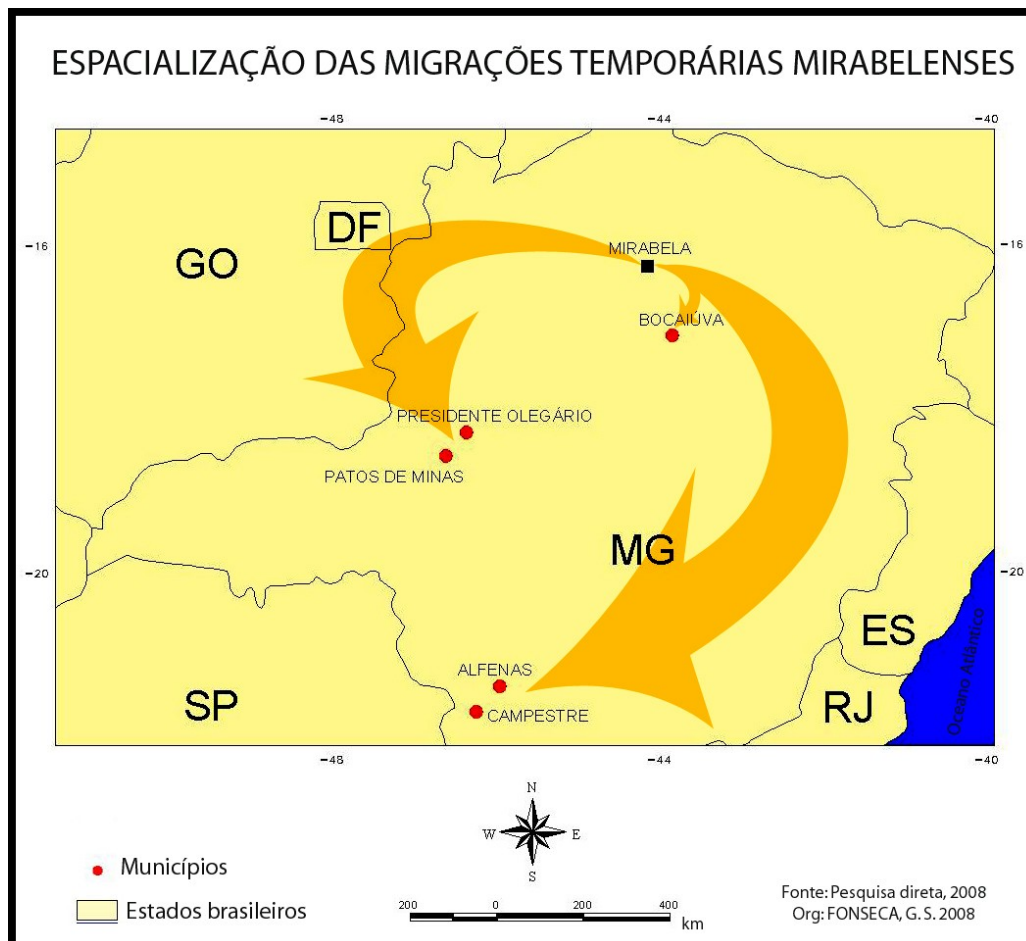 ESPACIALIZAÇÃO DAS MIGRAÇÕES TEMPORÁRIAS MIRABELENSES
-48 -44 -40
-16 DF MIRABELA -16
GO
BOCAIÚVA
PRESIDENTE OLEGÁRIO
PATOS DE MINAS
MG
-20 -20
ES
ALFENAS
SP CAMPESTRE RJ
Oceano Atlântico
-48 -44 -40
N
W E
S
Municípios
Estados brasileiros
200 0 200 400
km
Fonte: Pesquisa direta, 2008
Org: FONSECA, G. S. 2008